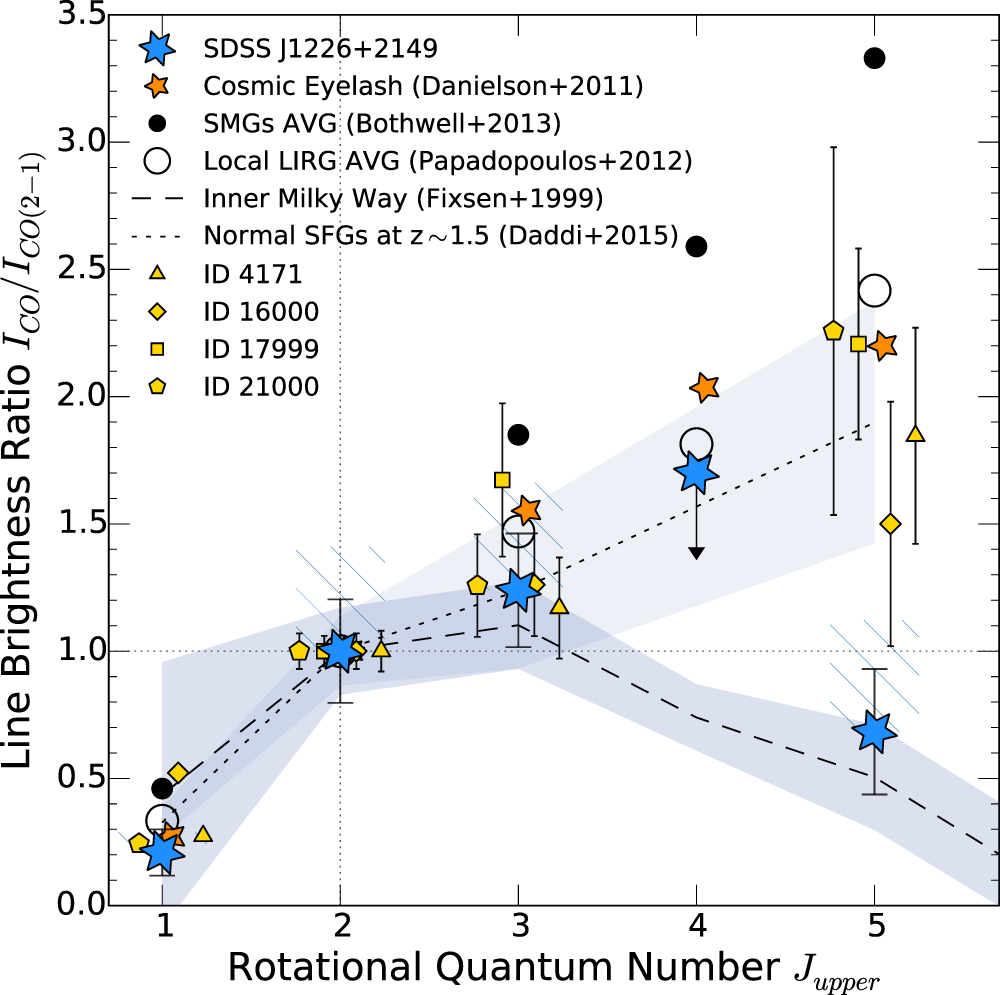 3.5
3.0
2.5
2.0
1.5
1.0
0.5
0.0
Line Brightness Ratio I_CO/I_CO(2−1)
SDSS J1226+2149
Cosmic Eyelash (Danielson+2011)
SMGs AVG (Bothwell+2013)
Local LIRG AVG (Papadopoulos+2012)
Inner Milky Way (Fixsen+1999)
Normal SFGs at z~1.5 (Daddi+2015)
ID 4171
ID 16000
ID 17999
ID 21000
1 2 3 4 5
Rotational Quantum Number J_upper